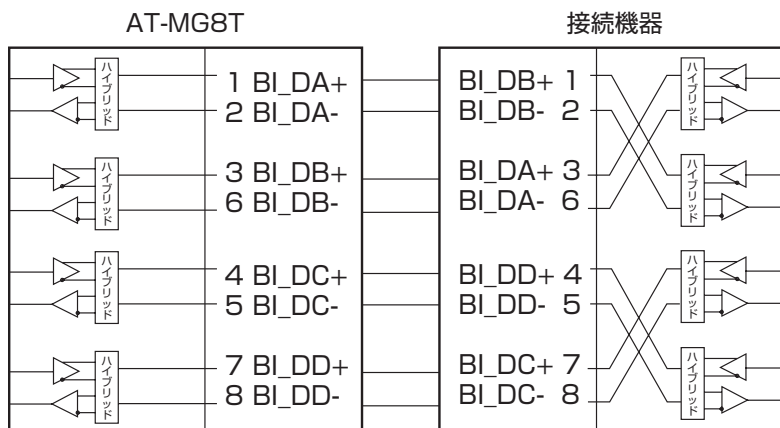 AT-MG8T
接続機器
ハイブリッド
1 BI_DA+
2 BI_DA-
BI_DB+ 1
BI_DB- 2
ハイブリッド
ハイブリッド
3 BI_DB+
6 BI_DB-
BI_DA+ 3
BI_DA- 6
ハイブリッド
ハイブリッド
4 BI_DC+
5 BI_DC-
BI_DD+ 4
BI_DD- 5
ハイブリッド
ハイブリッド
7 BI_DD+
8 BI_DD-
BI_DC+ 7
BI_DC- 8
ハイブリッド